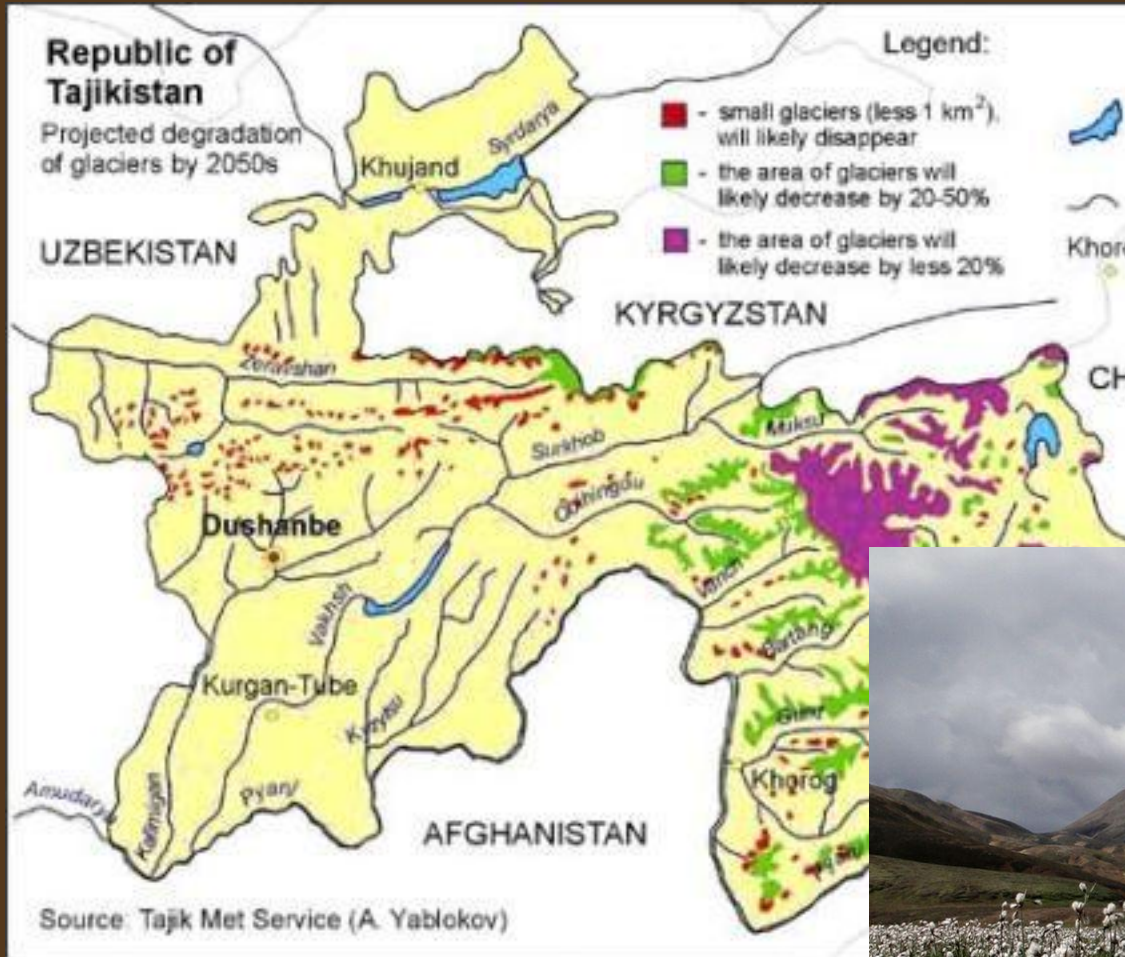 Republic of
Tajikistan
Projected degradation
of glaciers by 2050s
Legend:
- small glaciers (less 1 km²),
will likely disappear
- the area of glaciers will
likely decrease by 20-50%
- the area of glaciers will
likely decrease by less 20%
Khujand
Syrdarya
UZBEKISTAN
KYRGYZSTAN
CH
Zeravshan
Muksu
Surkhob
Obihingou
Dushanbe
Vanch
Vakhsh
Bartang
Kurgan-Tube
Kyzylsu
Gunt
Khorog
Pyanj
Amudarya
Kafirnigan
AFGHANISTAN
Source: Tajik Met Service (A. Yablokov)